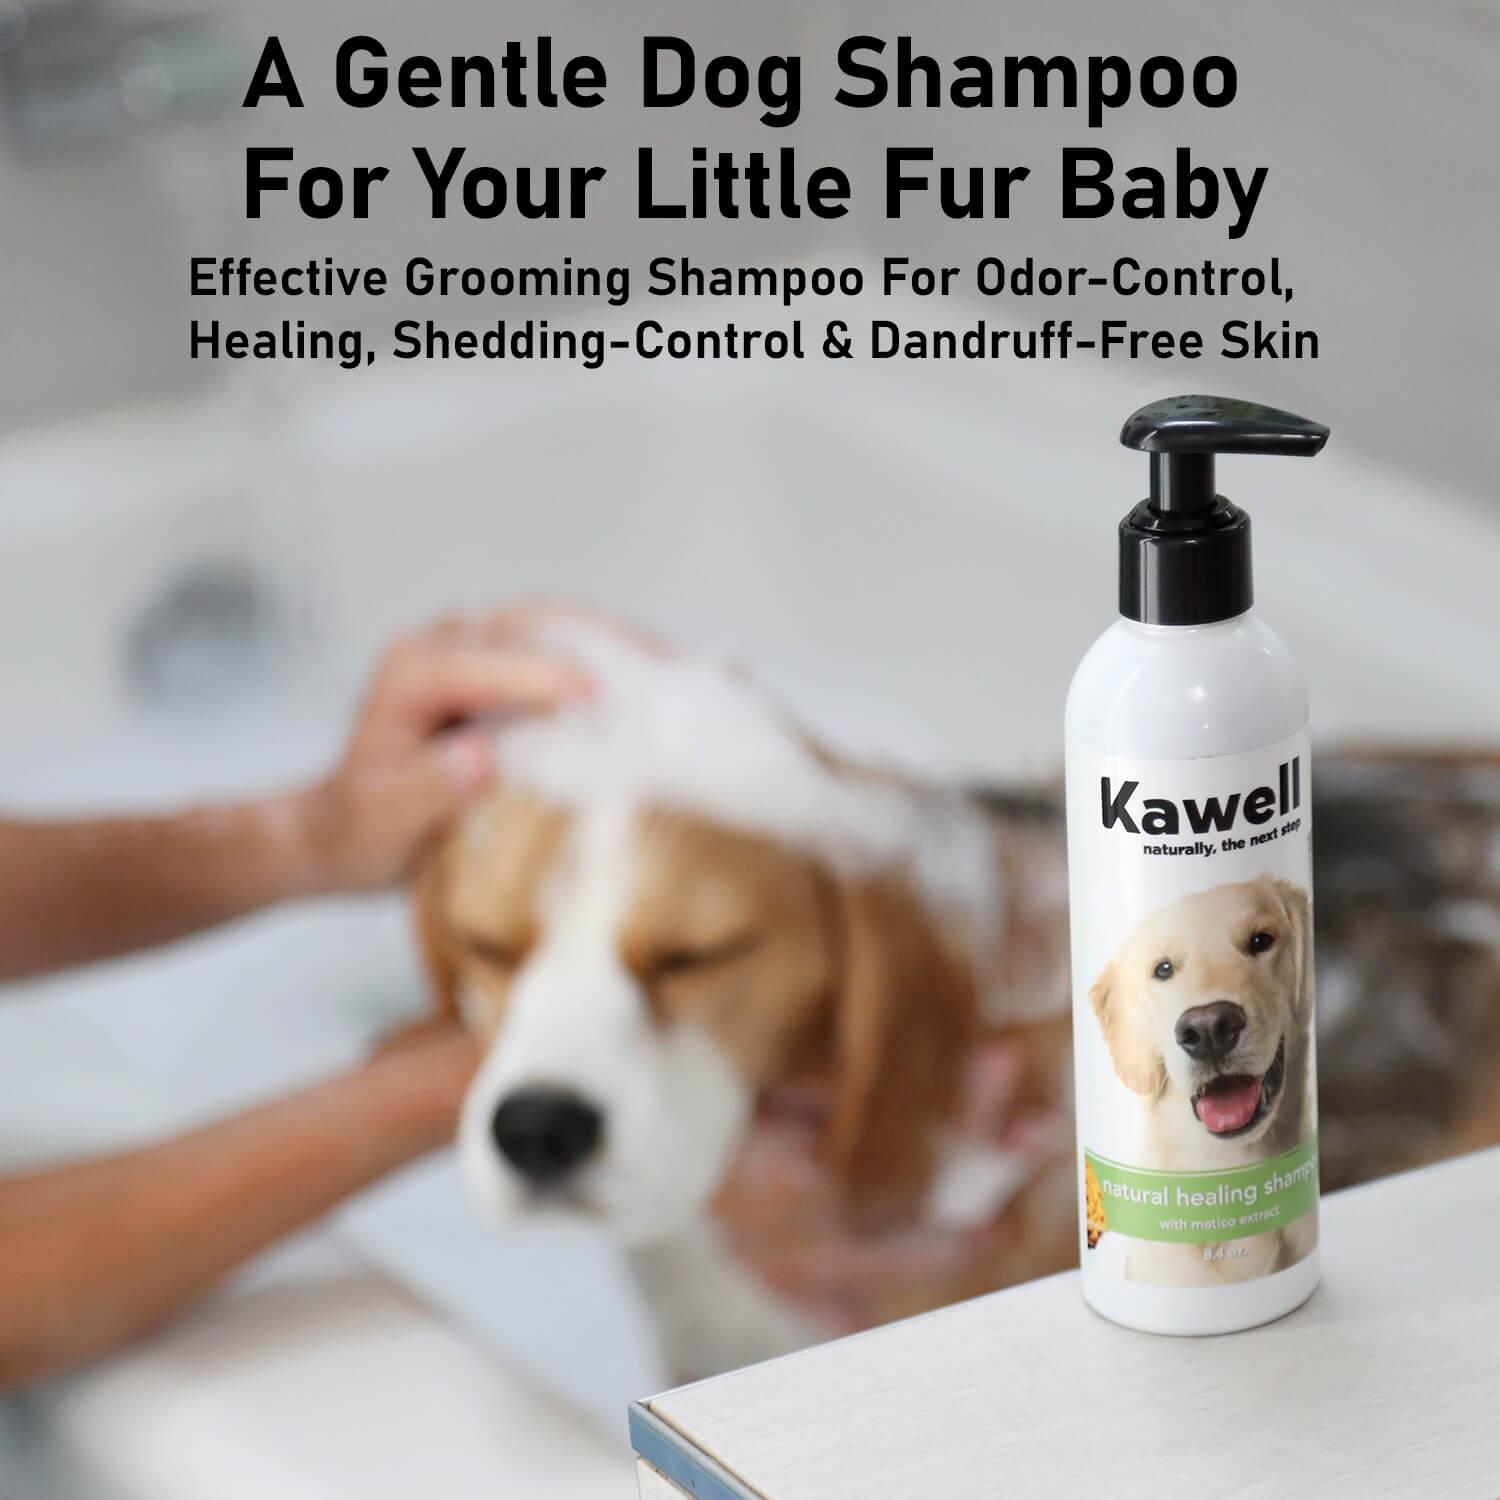 A Gentle Dog Shampoo
For Your Little Fur Baby
Effective Grooming Shampoo For Odor-Control,
Healing, Shedding-Control & Dandruff-Free Skin
Kawell
naturally, the next step
natural healing shampoo
with matico extract
8.4 oz.